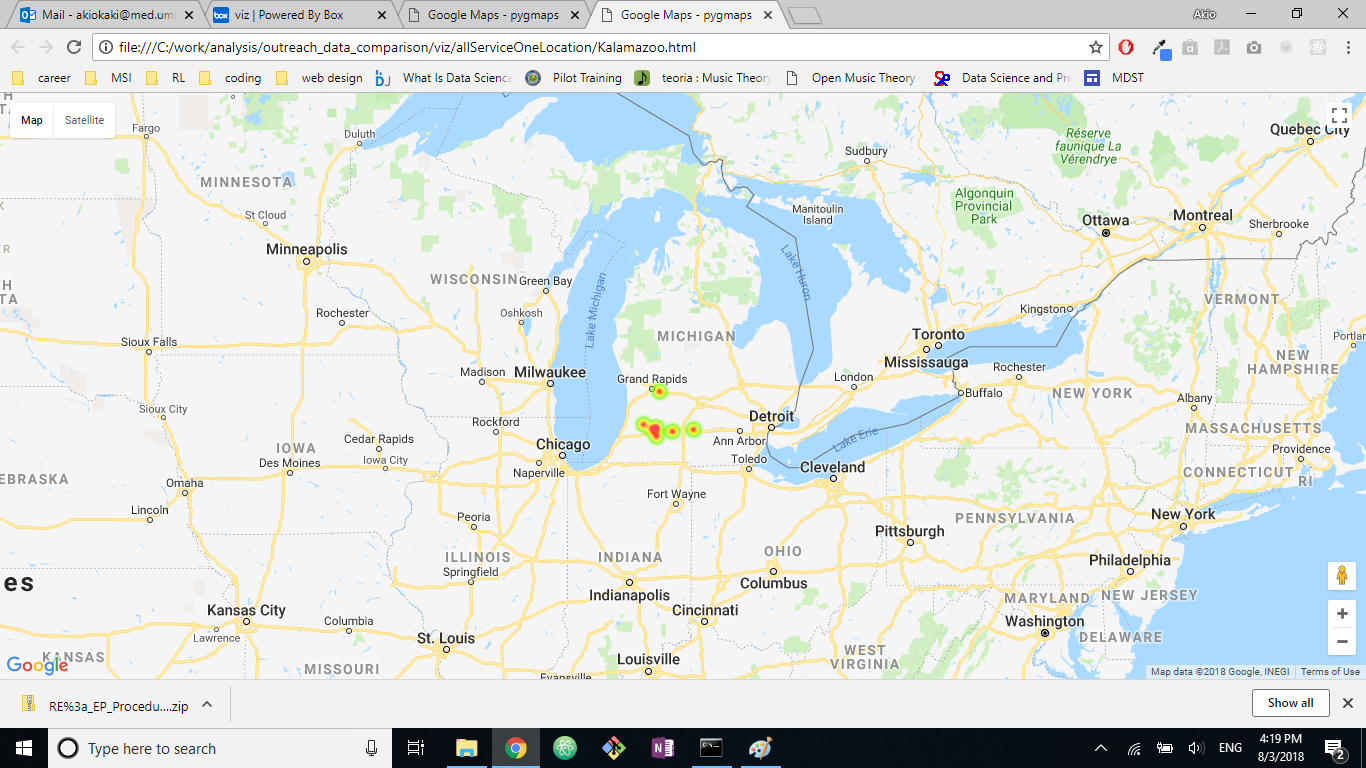 Mail - akiokaki@med.um
viz | Powered By Box
Google Maps - pygmaps
Google Maps - pygmaps
Akio
file:///C:/work/analysis/outreach_data_comparison/viz/allServiceOneLocation/Kalamazoo.html
career
MSI
RL
coding
web design
What Is Data Science
Pilot Training
teoria : Music Theory
Open Music Theory
Data Science and Pre
MDST
Map
Satellite
Fargo
Duluth
Sudbury
Réserve
faunique La
Vérendrye
Quebec City
MINNESOTA
St Cloud
Minneapolis
Manitoulin
Island
Algonquin
Provincial
Park
Ottawa
Montreal
Sherbrooke
WISCONSIN
Green Bay
Lake Michigan
Lake Huron
Oshkosh
Rochester
Sioux Falls
MICHIGAN
Kingston
VERMONT
Toronto
Mississauga
Portlan
NEW
HAMPSHIRE
Madison
Milwaukee
Grand Rapids
London
Rochester
Buffalo
NEW YORK
Albany
Sioux City
Rockford
Detroit
Ann Arbor
MASSACHUSETTS
IOWA
Cedar Rapids
Iowa City
Des Moines
Chicago
Naperville
Toledo
Lake Erie
Cleveland
Providence
CONNECTICUT
RI
EBRASKA
Omaha
Lincoln
Fort Wayne
Peoria
Pittsburgh
PENNSYLVANIA
New York
ILLINOIS
Springfield
INDIANA
Indianapolis
OHIO
Columbus
Philadelphia
es
Kansas City
Lawrence
Columbia
St. Louis
Cincinnati
MARYLAND
NEW JERSEY
Washington
DELAWARE
KANSAS
MISSOURI
Evansville
Louisville
WEST
VIRGINIA
Google
Map data ©2018 Google, INEGI
Terms of Use
RE%3a_EP_Procedu....zip
Show all
Type here to search
ENG
4:19 PM
8/3/2018
2